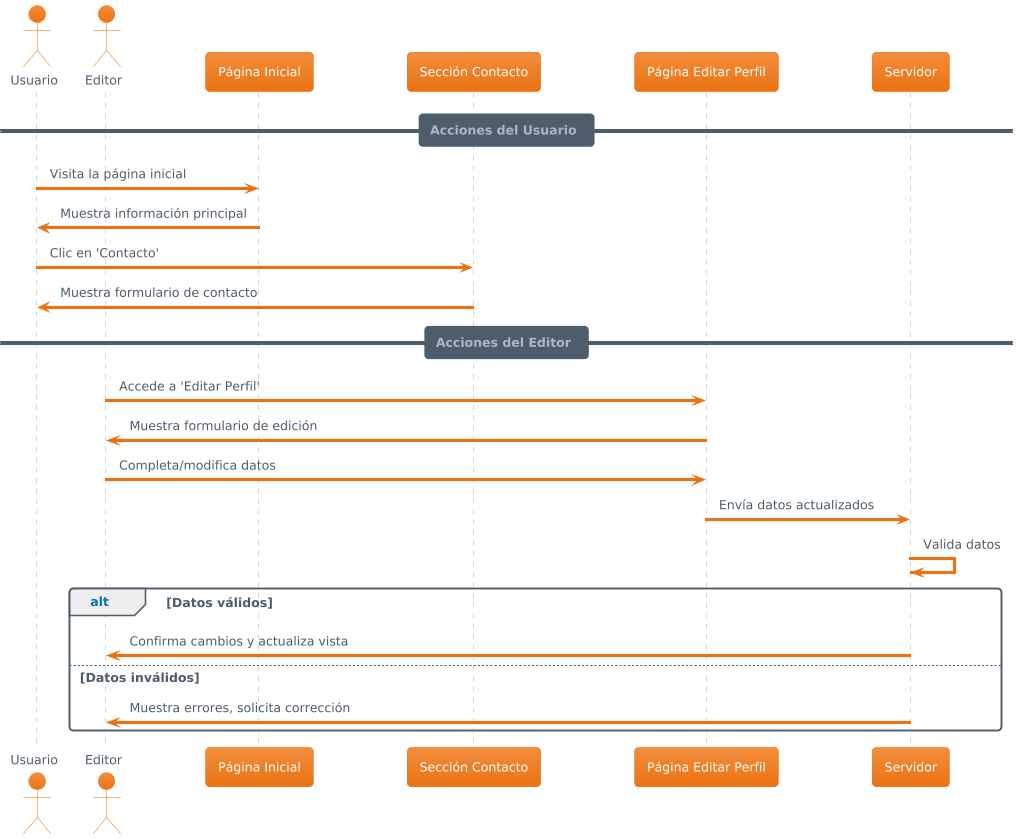 Usuario
Editor
Página Inicial
Sección Contacto
Página Editar Perfil
Servidor
Acciones del Usuario
Visita la página inicial
Muestra información principal
Clic en 'Contacto'
Muestra formulario de contacto
Acciones del Editor
Accede a 'Editar Perfil'
Muestra formulario de edición
Completa/modifica datos
Envía datos actualizados
Valida datos
alt
[Datos válidos]
Confirma cambios y actualiza vista
[Datos inválidos]
Muestra errores, solicita corrección
Usuario
Editor
Página Inicial
Sección Contacto
Página Editar Perfil
Servidor